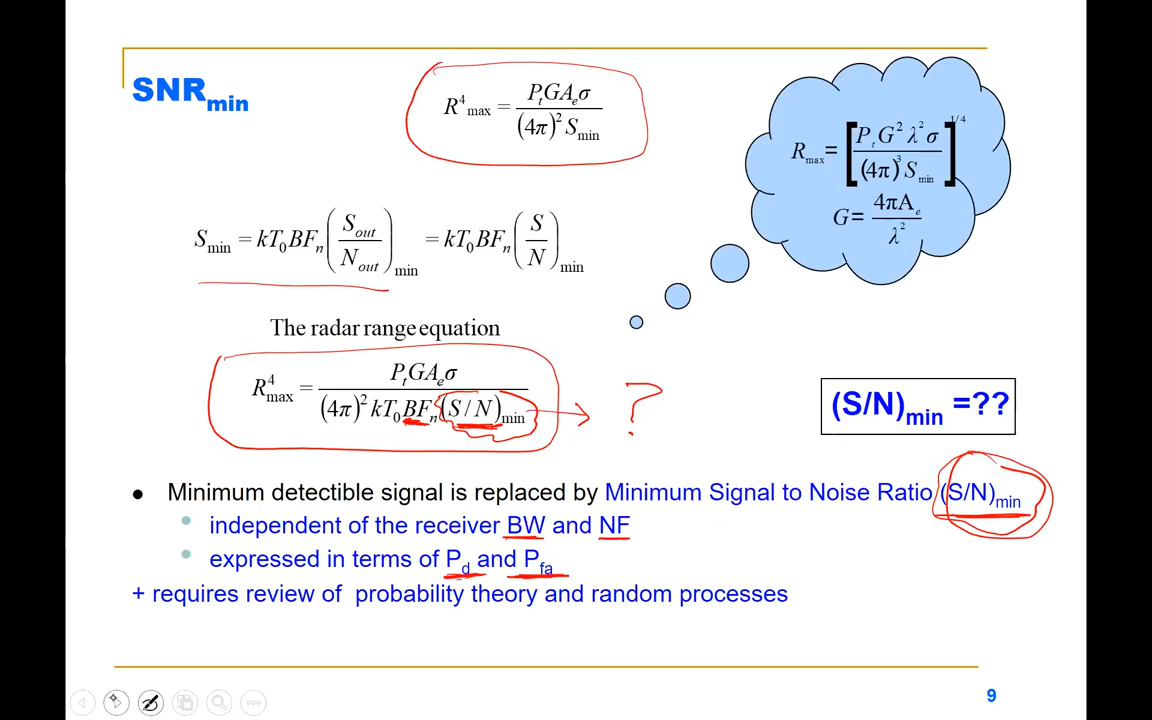 SNRmin
R⁴max = PtGAeσ / (4π)² Smin
Rmax = [PtG²λ²σ / (4π)³ Smin]^1/4
G = 4πAe / λ²
Smin = kT0BFn (Sout / Nout)min = kT0BFn (S / N)min
The radar range equation
R⁴max = PtGAeσ / (4π)² kT0BFn(S / N)min
?
(S/N)min =??
● Minimum detectible signal is replaced by Minimum Signal to Noise Ratio (S/N)min
• independent of the receiver BW and NF
• expressed in terms of Pd and Pfa
+ requires review of probability theory and random processes
9